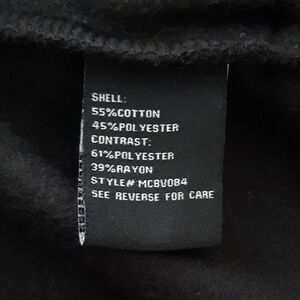 SHELL:
55%COTTON
45%POLYESTER
CONTRAST:
61%POLYESTER
39%RAYON
STYLE# MCBV084
SEE REVERSE FOR CARE